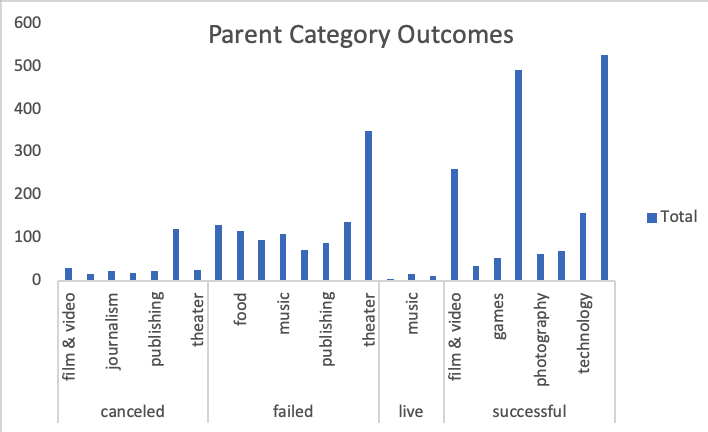 Parent Category Outcomes
600
500
400
300
200
100
0
Total
film & video
journalism
publishing
theater
food
music
publishing
theater
music
film & video
games
photography
technology
canceled
failed
live
successful